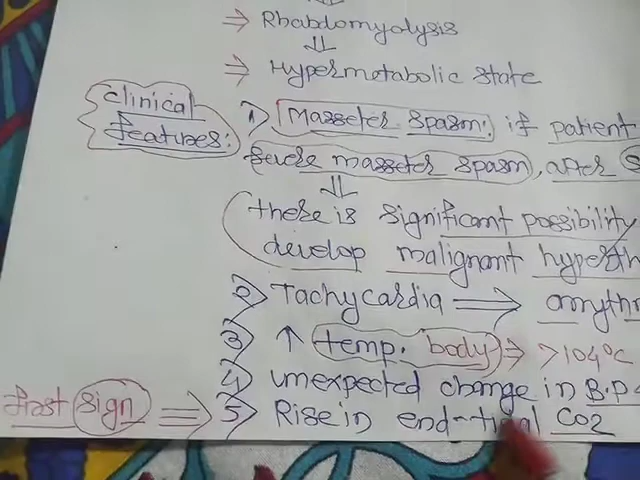 ⇒ Rhabdomyolysis
⇓
⇒ Hypermetabolic state
Clinical features:
1) Masseter spasm: if patient
severe masseter spasm, after
⇓
there is significant possibility
develop malignant hyperth
2) Tachycardia ⇒ arrythm
3) ↑ temp. body ⇒ >104°C
4) unexpected change in B.P
first sign ⇒ 5) Rise in end-tidal CO2